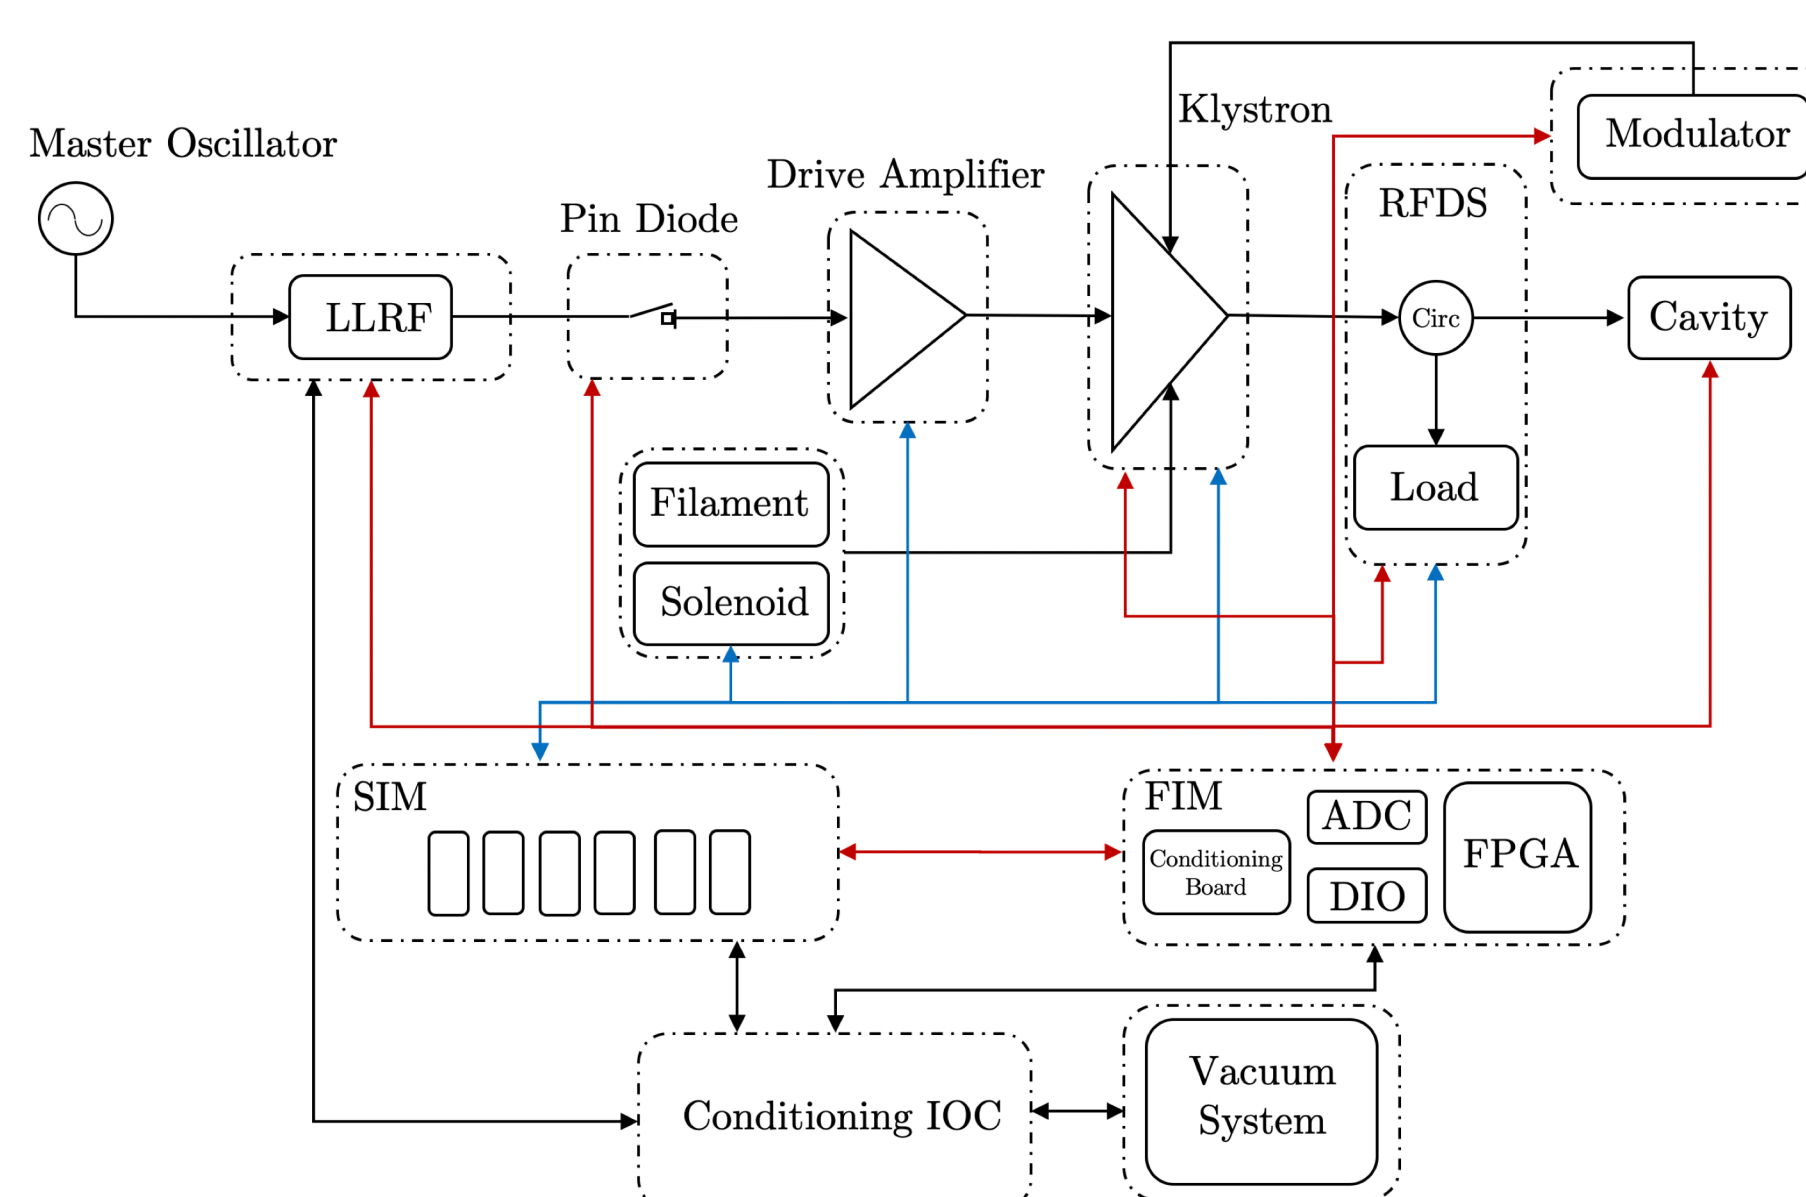 Klystron
Modulator
Master Oscillator
Drive Amplifier
RFDS
Pin Diode
LLRF
Circ
Cavity
Load
Filament
Solenoid
SIM
FIM
ADC
FPGA
Conditioning
Board
DIO
Vacuum
System
Conditioning IOC